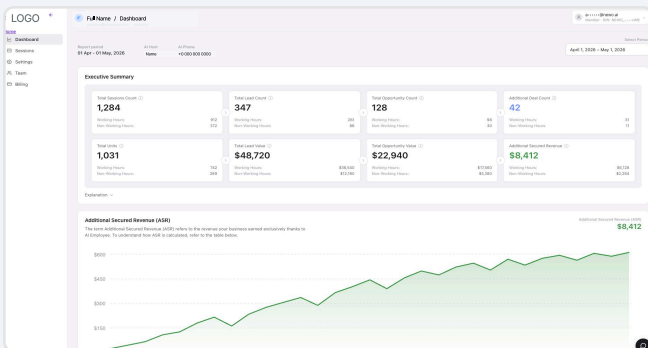 LOGO
Full Name / Dashboard
Dashboard
Sessions
Settings
Team
Billing
Report period
01 Apr - 01 May, 2026
AI Host
Name
AI Phone
+0 000 000 0000
April 1, 2026 – May 1, 2026
Executive Summary
Total Sessions Count
1,284
Working Hours: 912
Non-Working Hours: 372
Total Lead Count
347
Working Hours:
Non-Working Hours:
Total Opportunity Count
128
Working Hours:
Non-Working Hours:
Additional Deal Count
42
Working Hours: 31
Non-Working Hours: 11
Total Units
1,031
Working Hours:
Non-Working Hours:
Total Lead Value
$48,720
Working Hours:
Non-Working Hours:
Total Opportunity Value
$22,940
Working Hours:
Non-Working Hours:
Additional Secured Revenue
$8,412
Working Hours:
Non-Working Hours:
Explanation
Additional Secured Revenue (ASR)
Additional Secured Revenue (ASR)
$8,412
The term Additional Secured Revenue (ASR) refers to the revenue your business earned exclusively thanks to
AI Employee. To understand how ASR is calculated, refer to the table below.
$600
$450
$300
$150